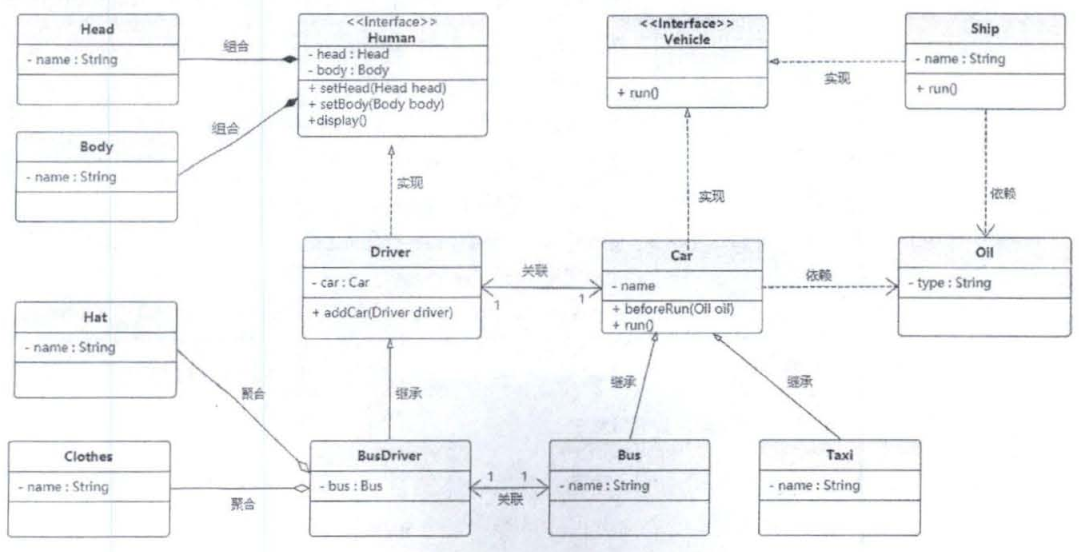 Head
- name : String
组合
<<Interface>>
Human
- head : Head
- body : Body
+ setHead(Head head)
+ setBody(Body body)
+display()
<<Interface>>
Vehicle
+ run()
实现
Ship
- name : String
+ run()
Body
- name : String
组合
实现
实现
依赖
Driver
- car : Car
+ addCar(Driver driver)
关联
1
1
Car
- name
+ beforeRun(Oil oil)
+ run()
依赖
Oil
- type : String
Hat
- name : String
聚合
继承
继承
继承
Clothes
- name : String
聚合
BusDriver
- bus : Bus
1
1
关联
Bus
- name : String
Taxi
- name : String